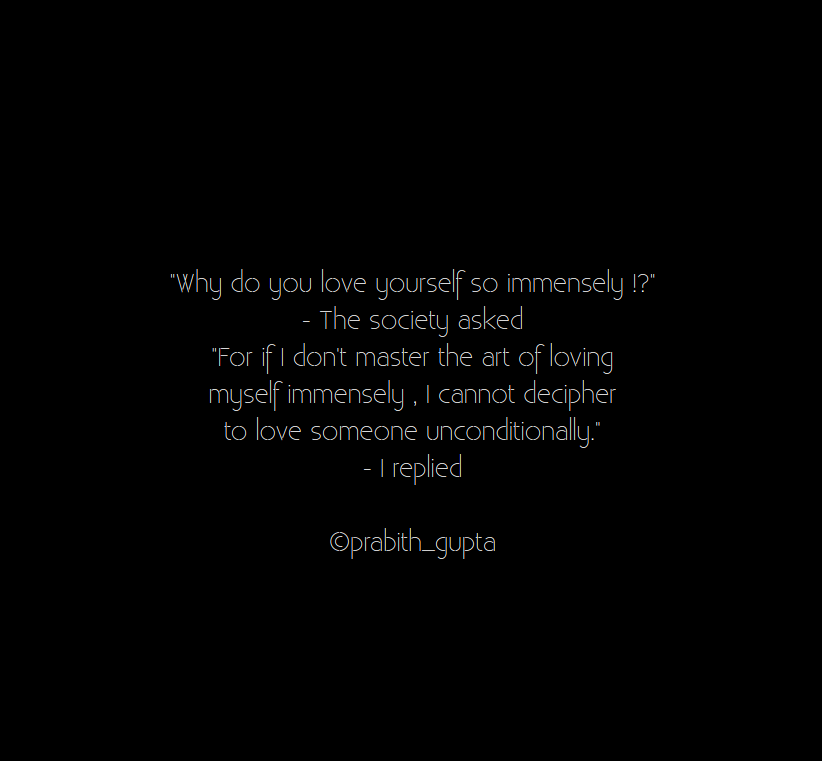 "Why do you love yourself so immensely !?"
- The society asked
"For if I don't master the art of loving
myself immensely , I cannot decipher
to love someone unconditionally."
- I replied
©prabith_gupta